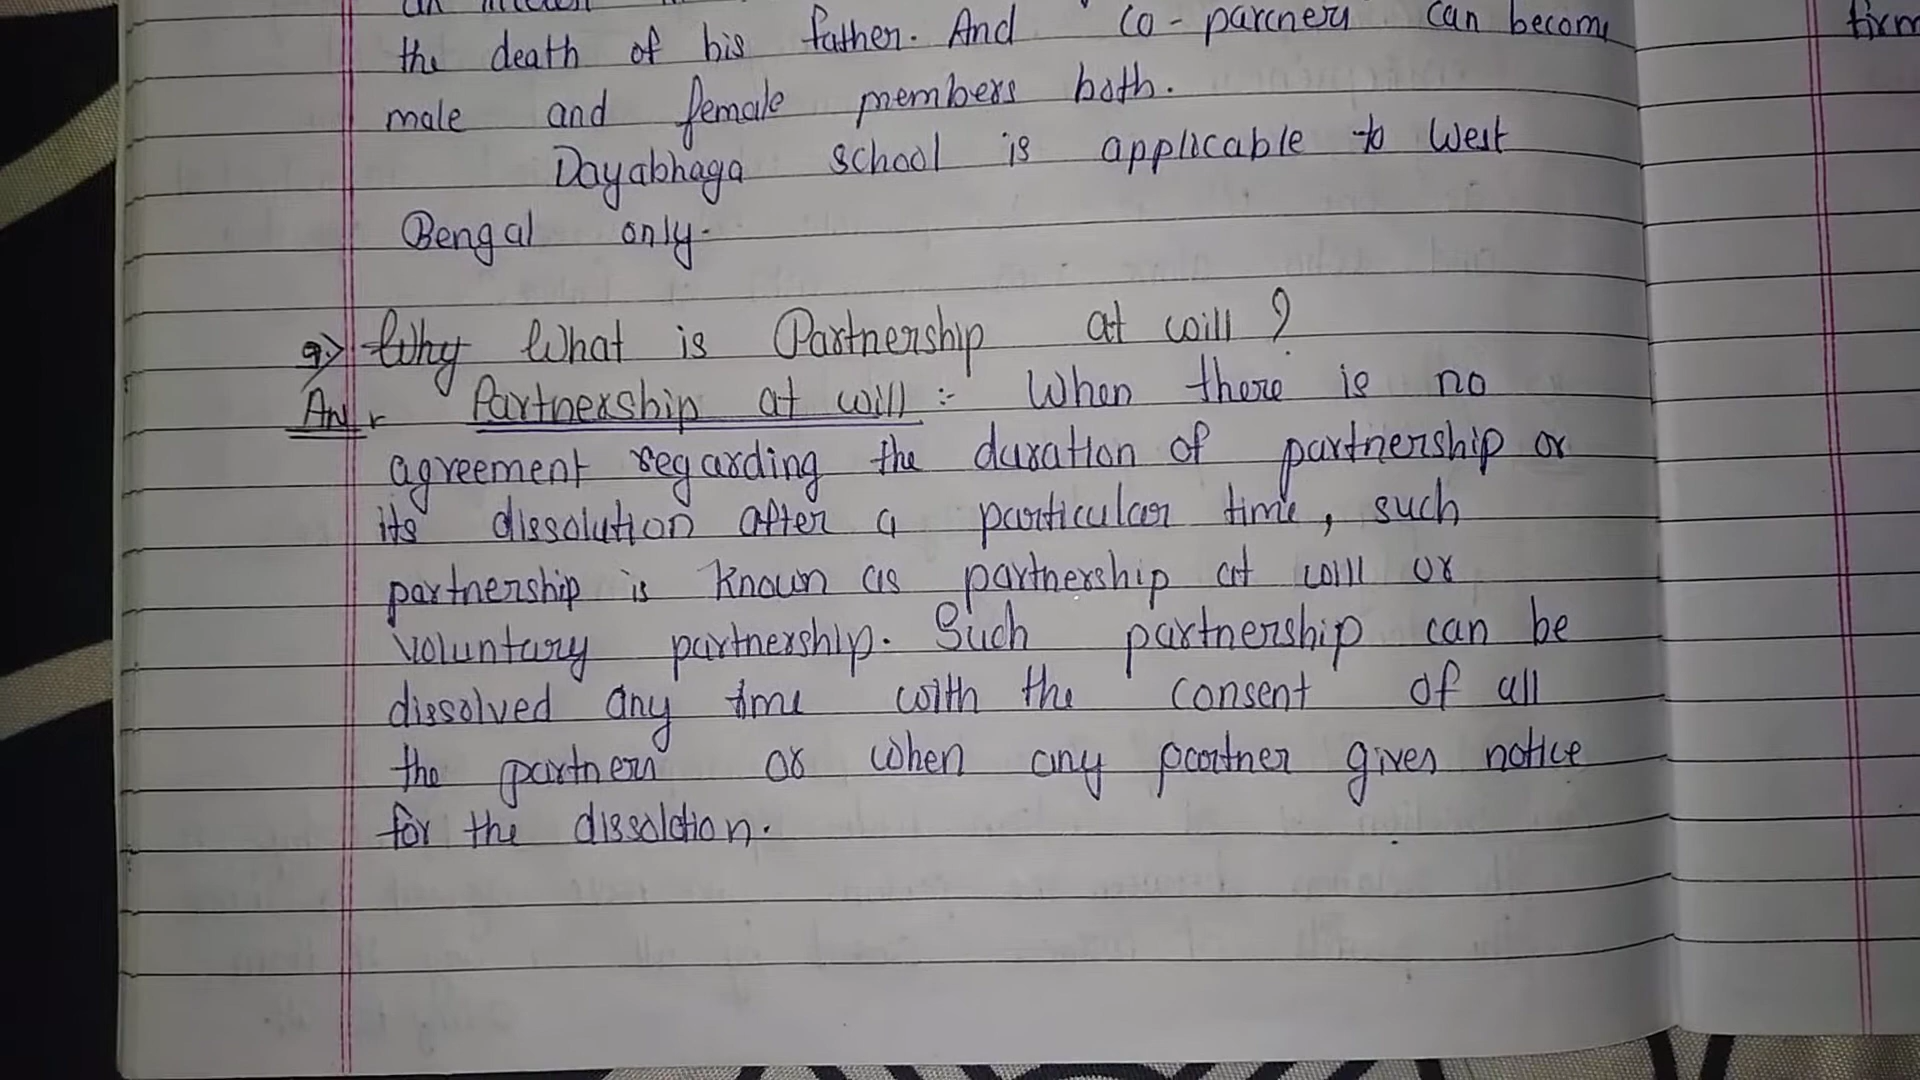 the death of his father. And co-parceners can become
male and female members both.
Dayabhaga school is applicable to West
Bengal only.
9) Why What is Partnership at will ?
Ans Partnership at will :- When there is no
agreement regarding the duration of partnership or
its dissolution after a particular time, such
partnership is known as partnership at will or
voluntary partnership. Such partnership can be
dissolved any time with the consent of all
the partners or when any partner gives notice
for the dissolution.
firm